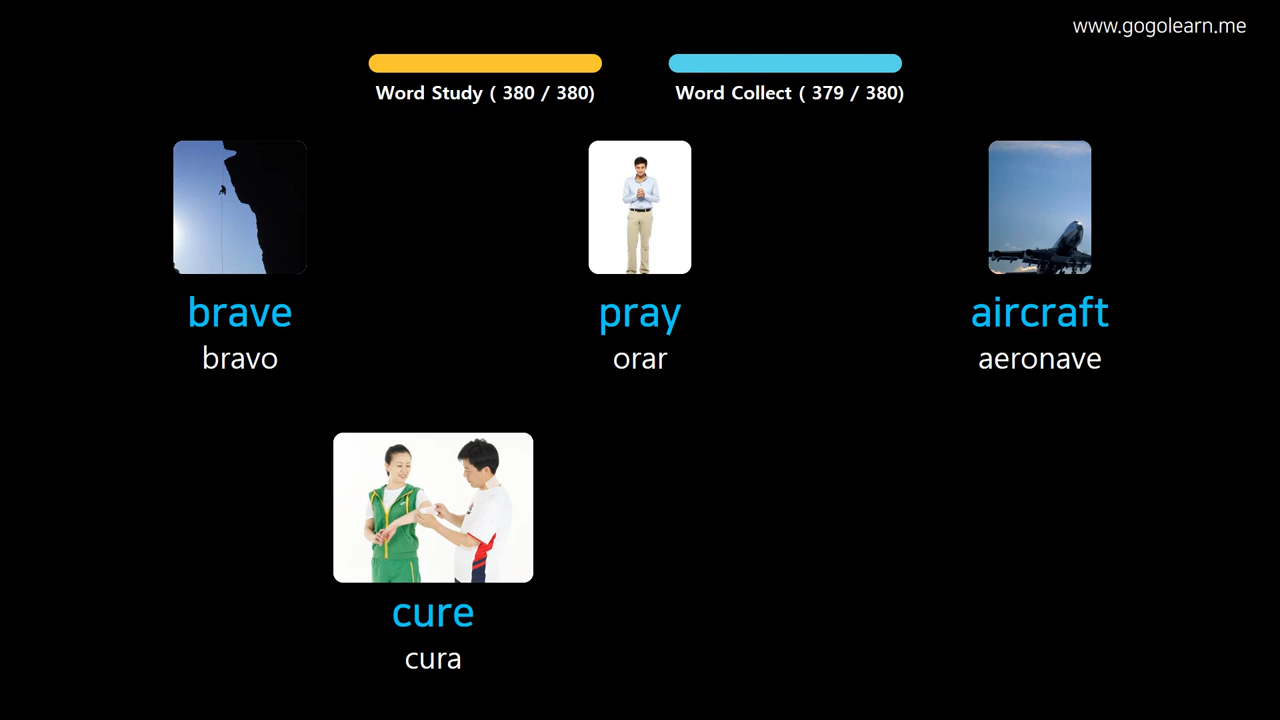 www.gogolearn.me
Word Study ( 380 / 380)
Word Collect ( 379 / 380)
brave
bravo
pray
orar
aircraft
aeronave
cure
cura